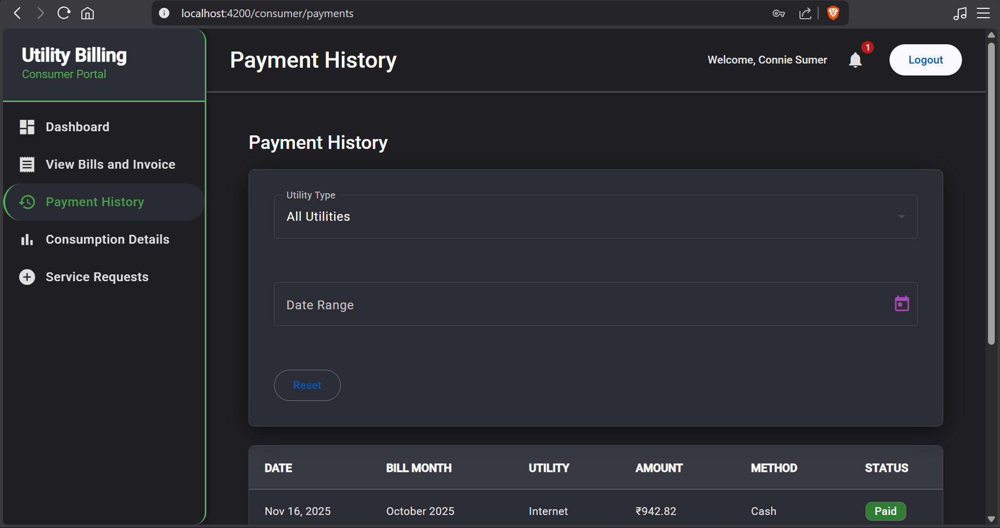 localhost:4200/consumer/payments
Utility Billing
Consumer Portal
Payment History
Welcome, Connie Sumer
1
Logout
Dashboard
View Bills and Invoice
Payment History
Consumption Details
Service Requests
Payment History
Utility Type
All Utilities
Date Range
Reset
DATE BILL MONTH UTILITY AMOUNT METHOD STATUS
Nov 16, 2025 October 2025 Internet ₹942.82 Cash Paid